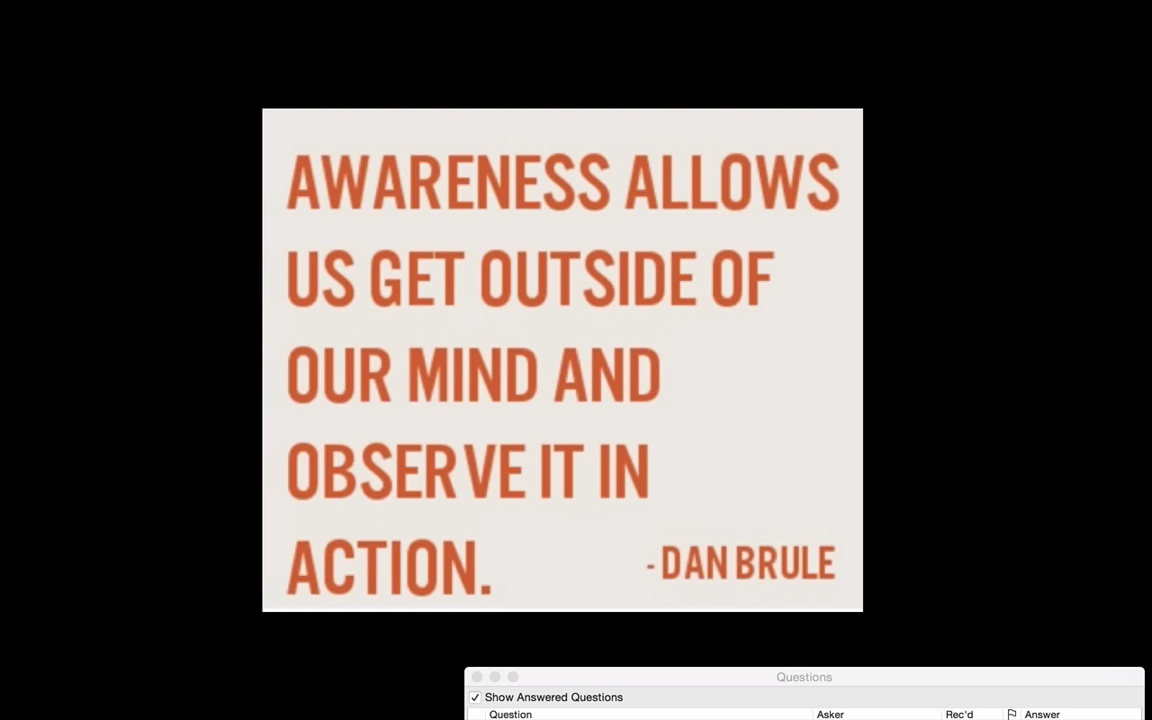 AWARENESS ALLOWS
US GET OUTSIDE OF
OUR MIND AND
OBSERVE IT IN
ACTION.
- DAN BRULE
Questions
Show Answered Questions
Question Asker Rec'd Answer